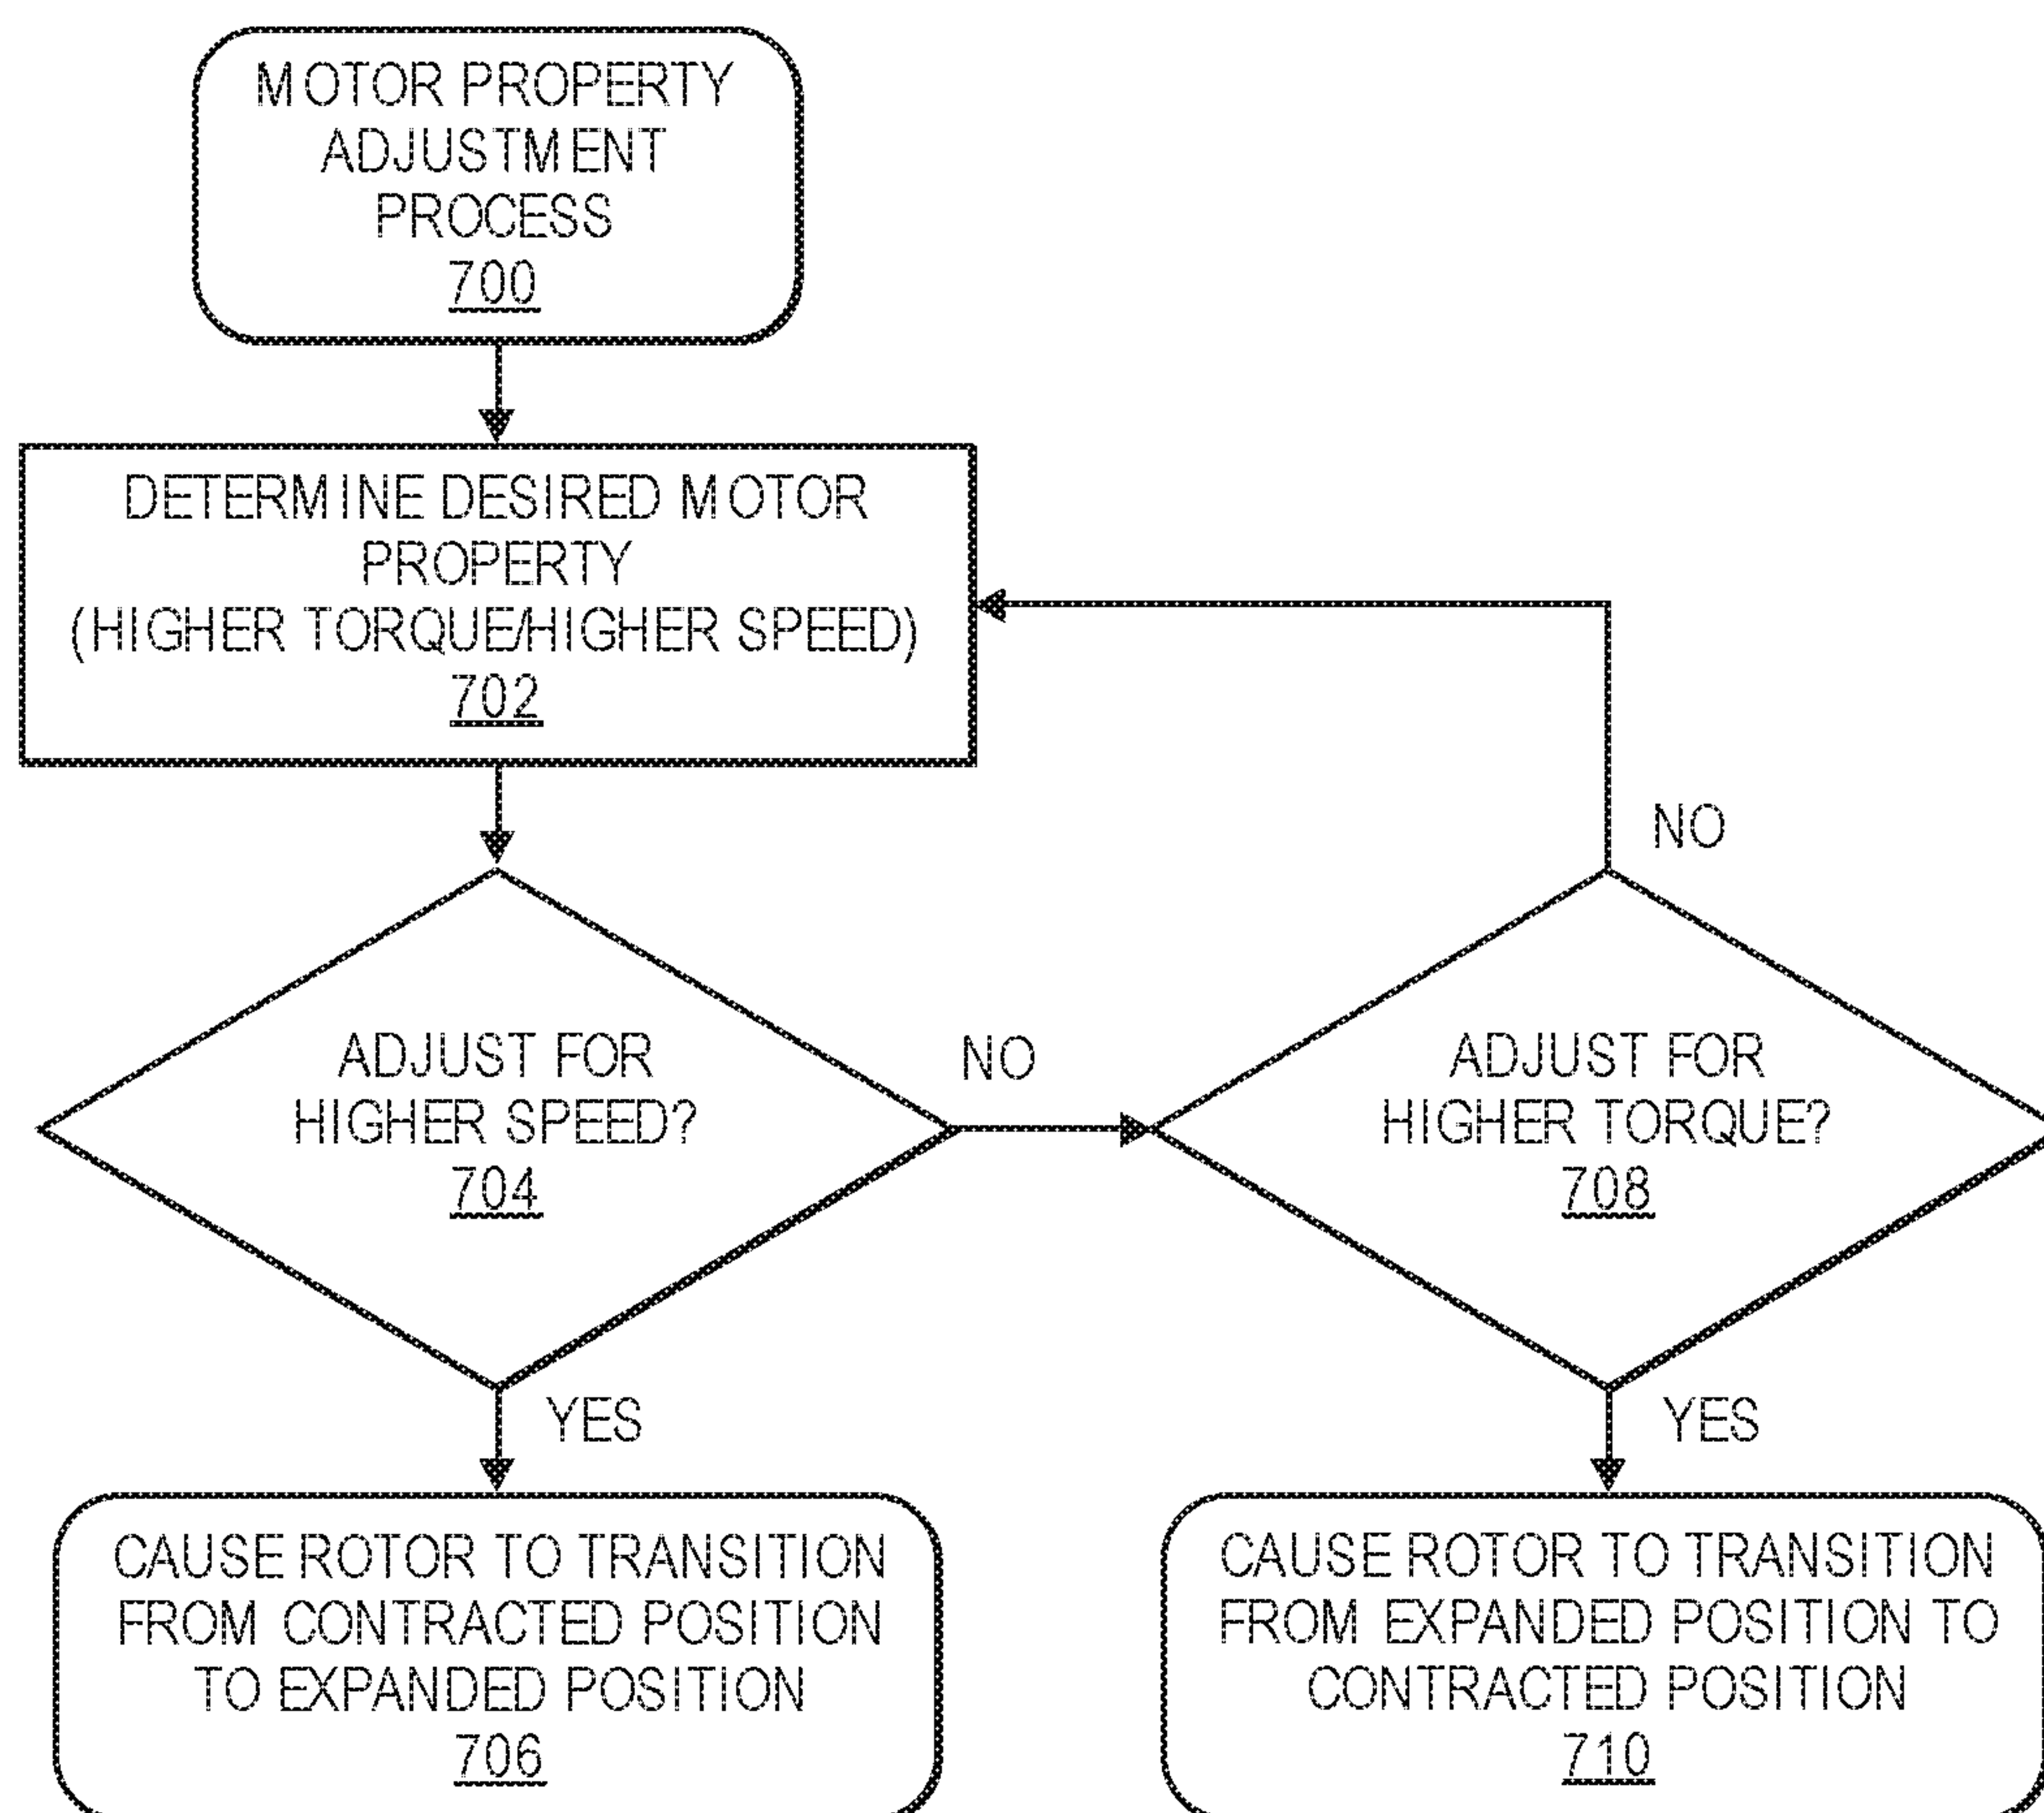 MOTOR PROPERTY
ADJUSTMENT
PROCESS
700
DETERMINE DESIRED MOTOR
PROPERTY
(HIGHER TORQUE/HIGHER SPEED)
702
NO
ADJUST FOR
HIGHER SPEED?
704
NO
ADJUST FOR
HIGHER TORQUE?
708
YES
YES
CAUSE ROTOR TO TRANSITION
FROM CONTRACTED POSITION
TO EXPANDED POSITION
706
CAUSE ROTOR TO TRANSITION
FROM EXPANDED POSITION TO
CONTRACTED POSITION
710